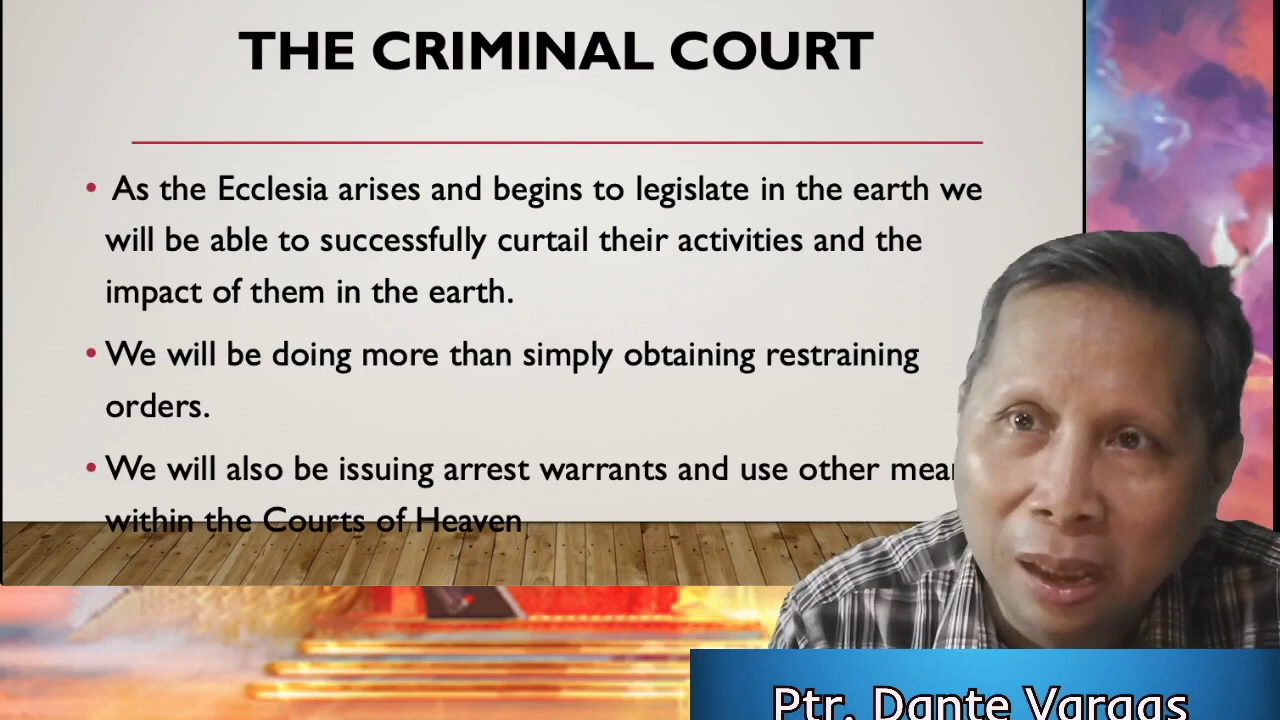 THE CRIMINAL COURT
• As the Ecclesia arises and begins to legislate in the earth we
will be able to successfully curtail their activities and the
impact of them in the earth.
• We will be doing more than simply obtaining restraining
orders.
• We will also be issuing arrest warrants and use other
within the Courts of Heaven
Ptr. Dante Vargas